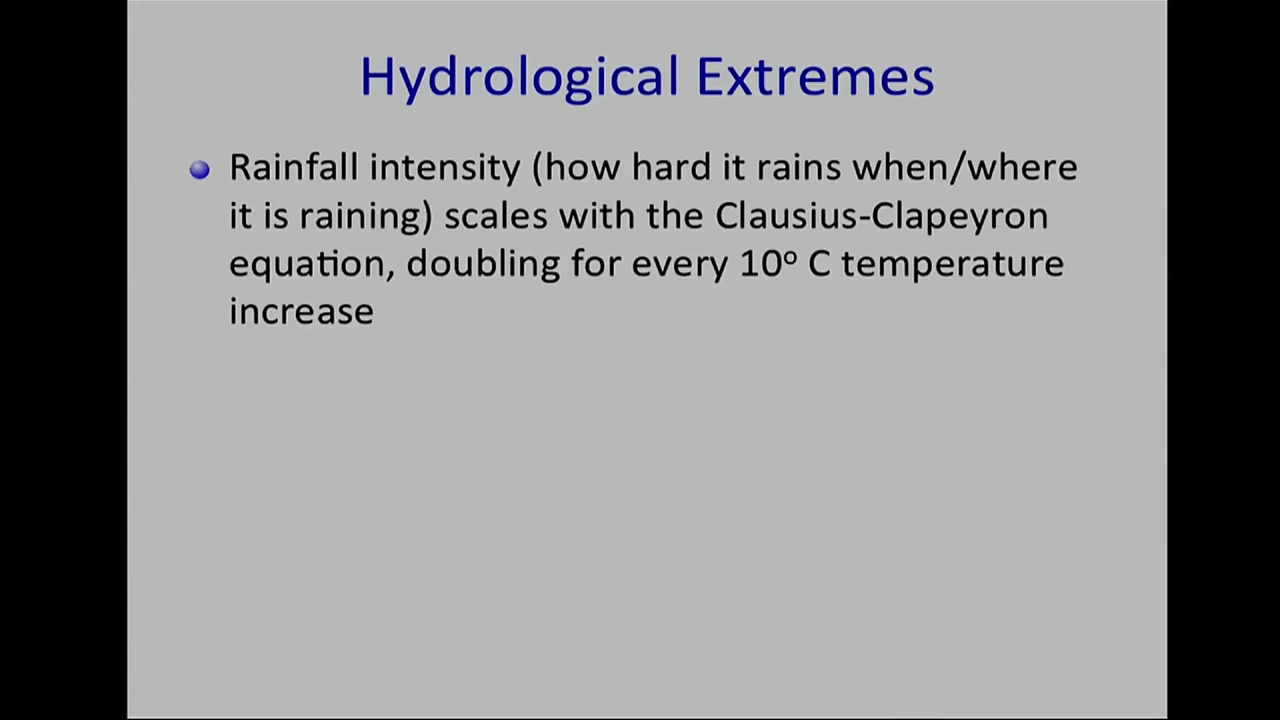 Hydrological Extremes
Rainfall intensity (how hard it rains when/where
it is raining) scales with the Clausius-Clapeyron
equation, doubling for every 10º C temperature
increase